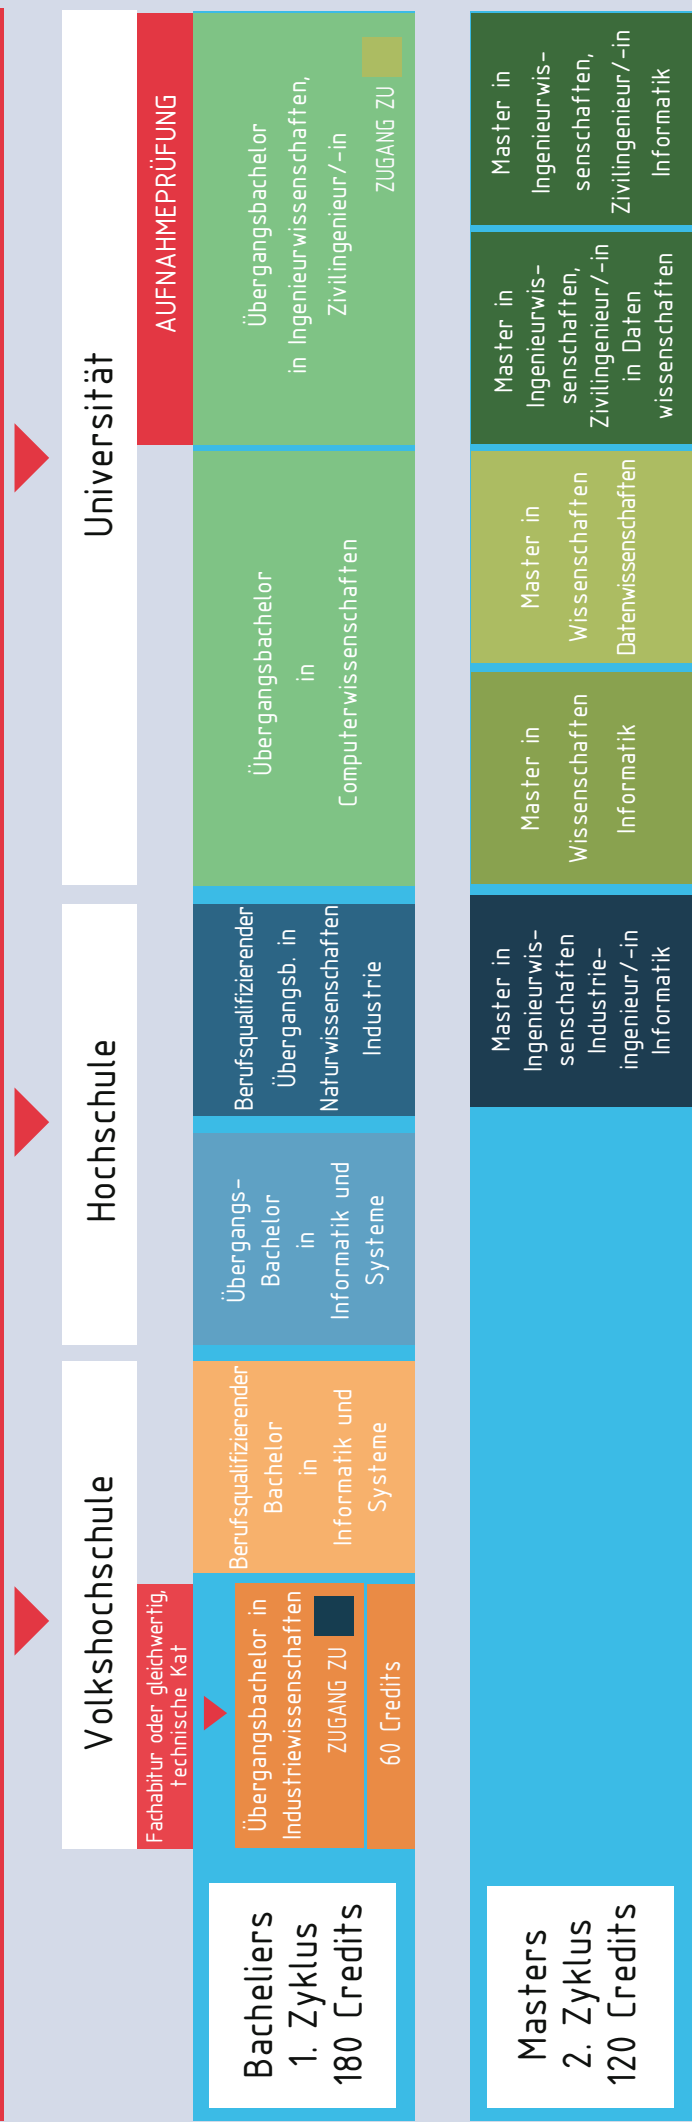 Volkshochschule
Hochschule
Universität
Fachabitur oder gleichwertig,
technische Kat
AUFNAHMEPRÜFUNG
Bacheliers
1. Zyklus
180 Credits
Übergangsbachelor in
Industriewissenschaften
ZUGANG ZU
60 Credits
Berufsqualifizierender
Bachelor
in
Informatik und
Systeme
Übergangs-
Bachelor
in
Informatik und
Systeme
Berufsqualifizierender
Übergangsb. in
Naturwissenschaften
Industrie
Übergangsbachelor
in
Computerwissenschaften
Übergangsbachelor
in Ingenieurwissenschaften,
Zivilingenieur/-in
ZUGANG ZU
Masters
2. Zyklus
120 Credits
Master in
Ingenieurwis-
senschaften
Industrie-
ingenieur/-in
Informatik
Master in
Wissenschaften
Informatik
Master in
Wissenschaften
Datenwissenschaften
Master in
Ingenieurwis-
senschaften,
Zivilingenieur/-in
in Daten
wissenschaften
Master in
Ingenieurwis-
senschaften,
Zivilingenieur/-in
Informatik